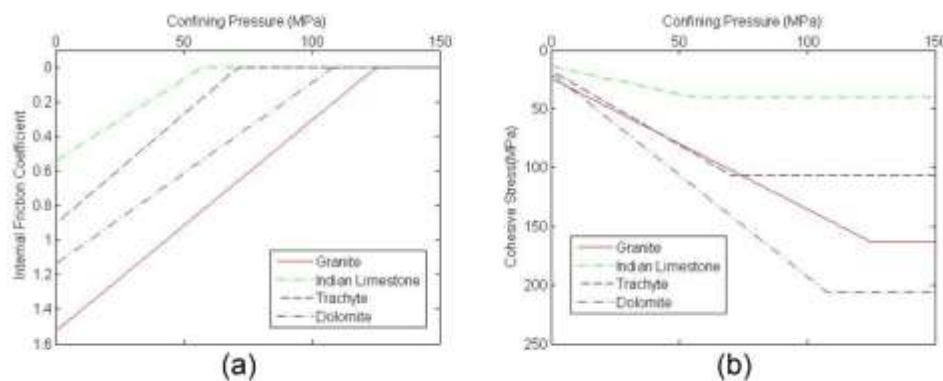 Confining Pressure (MPa)
0 50 100 150
0
0.2
0.4
0.6
0.8
1
1.2
1.4
1.6
Internal Friction Coefficient
Granite
Indian Limestone
Trachyte
Dolomite
(a)
Confining Pressure (MPa)
0 50 100 150
0
50
100
150
200
250
Cohesive Stress(MPa)
Granite
Indian Limestone
Trachyte
Dolomite
(b)